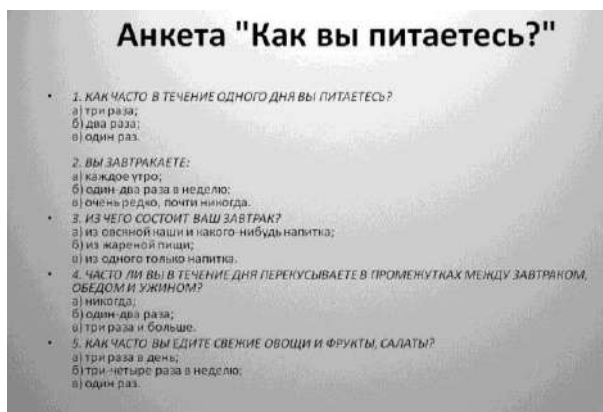 Анкета "Как вы питаетесь?"
• 1. КАК ЧАСТО В ТЕЧЕНИЕ ОДНОГО ДНЯ ВЫ ПИТАЕТЕСЬ?
а) три раза;
б) два раза;
в) один раз.
2. ВЫ ЗАВТРАКАЕТЕ:
а) каждое утро;
б) один-два раза в неделю;
в) очень редко, почти никогда.
• 3. ИЗ ЧЕГО СОСТОИТ ВАШ ЗАВТРАК?
а) из овсяной каши и какого-нибудь напитка;
б) из жареной пищи;
в) из одного только напитка.
• 4. ЧАСТО ЛИ ВЫ В ТЕЧЕНИЕ ДНЯ ПЕРЕКУСЫВАЕТЕ В ПРОМЕЖУТКАХ МЕЖДУ ЗАВТРАКОМ,
ОБЕДОМ И УЖИНОМ?
а) никогда;
б) один-два раза;
в) три раза и больше.
• 5. КАК ЧАСТО ВЫ ЕДИТЕ СВЕЖИЕ ОВОЩИ И ФРУКТЫ, САЛАТЫ?
а) три раза в день;
б) три-четыре раза в неделю;
в) один раз.